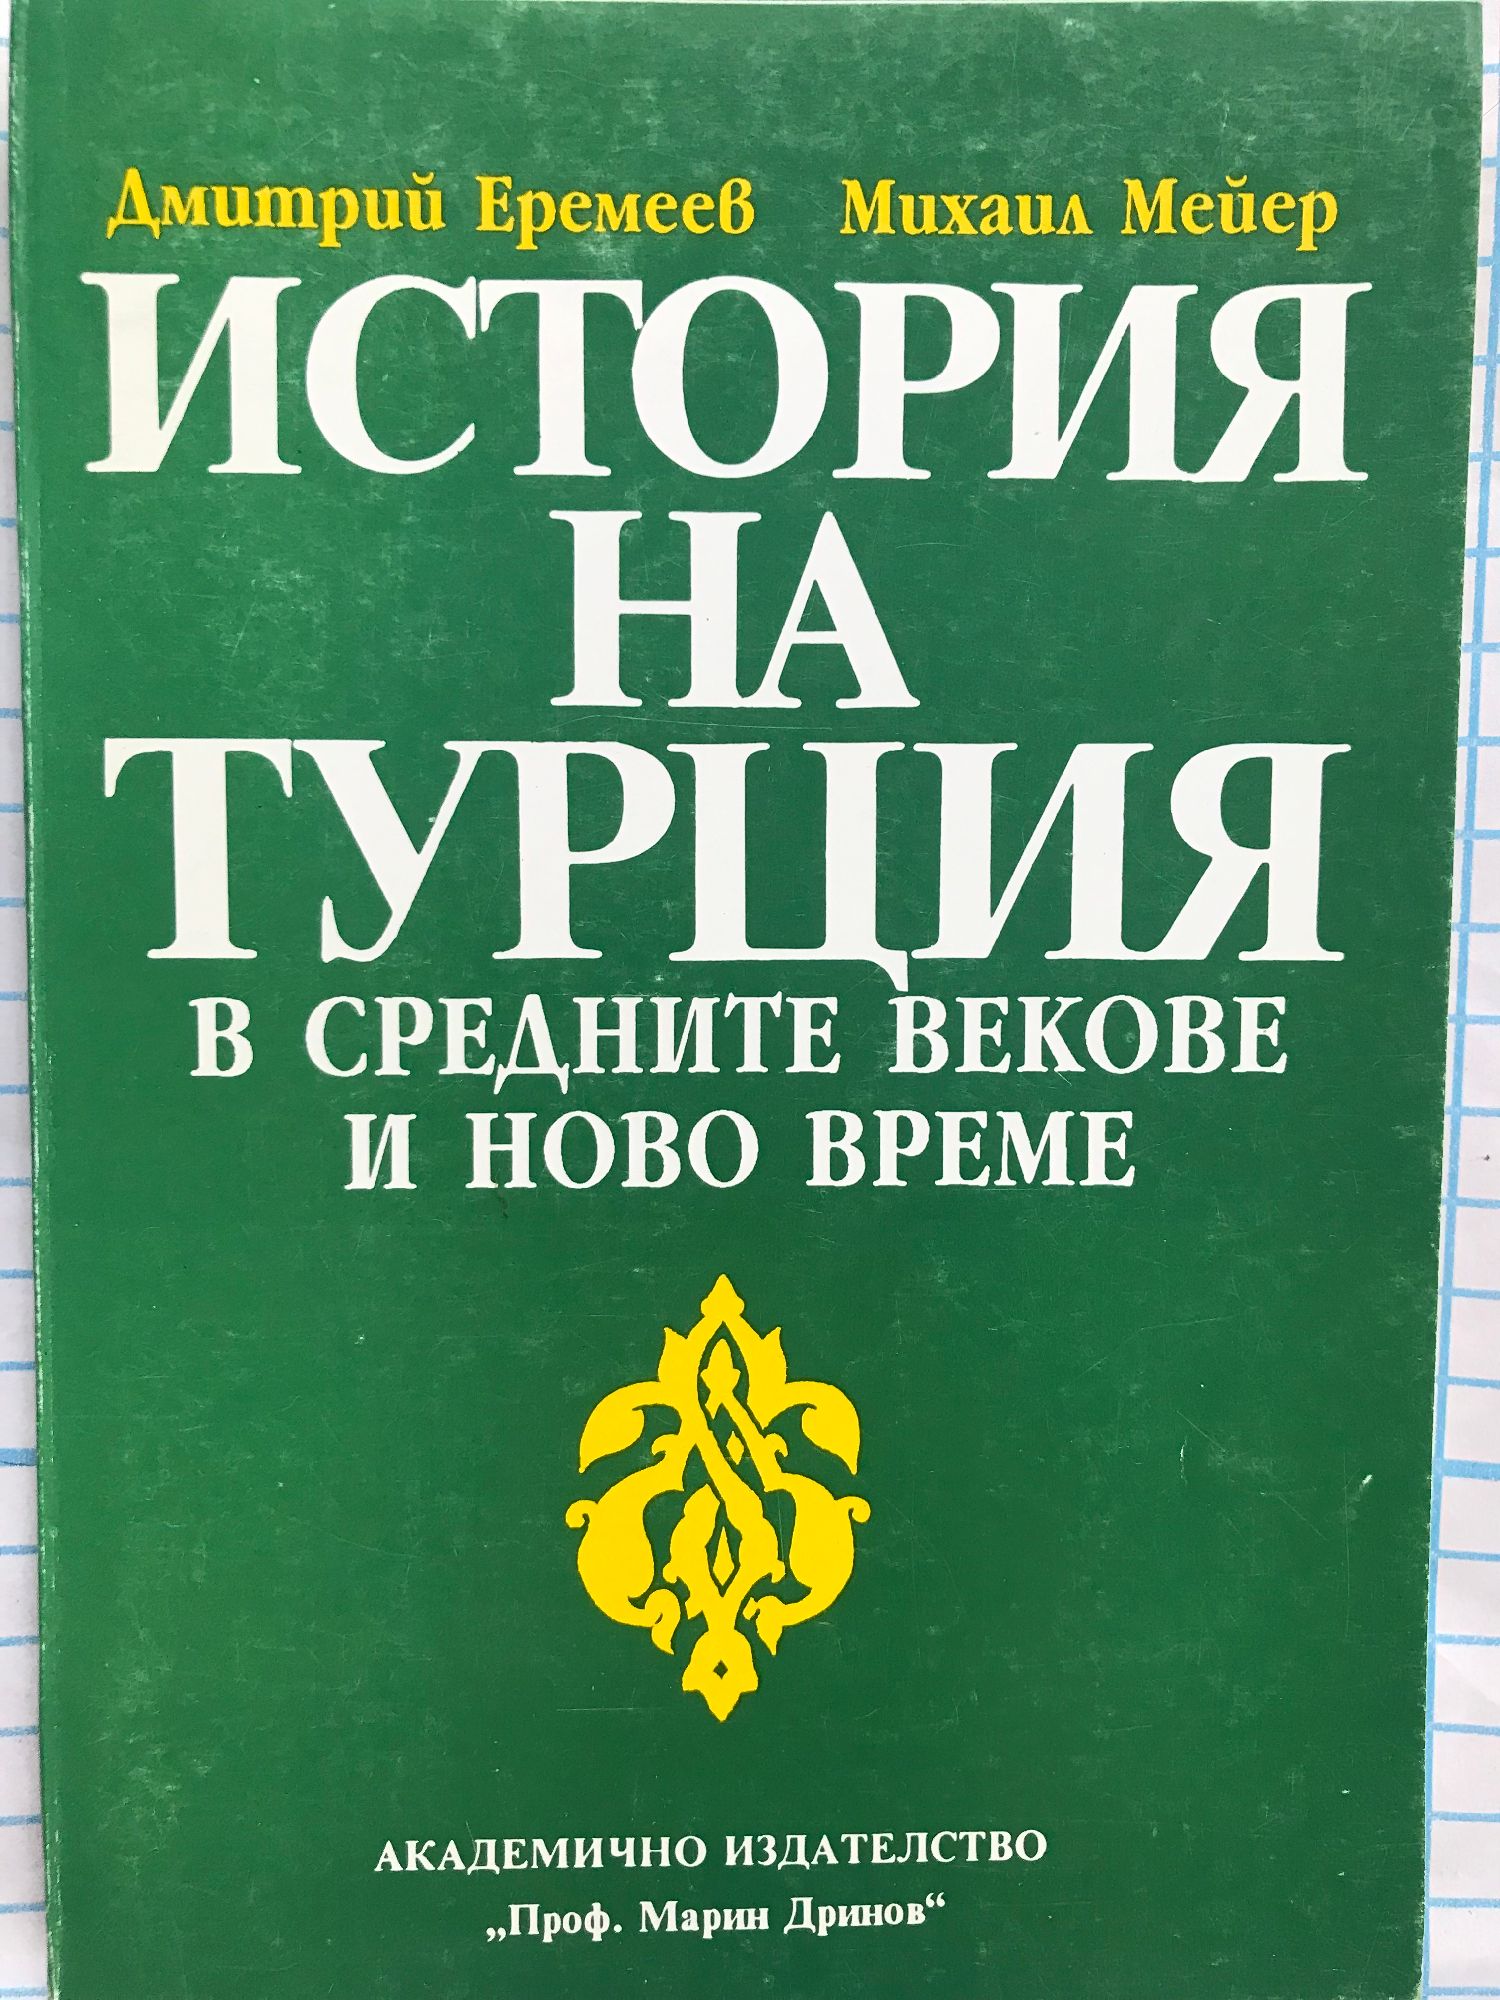 Дмитрий Еремеев Михаил Мейер
ИСТОРИЯ
НА
ТУРЦИЯ
В СРЕДНИТЕ ВЕКОВЕ
И НОВО ВРЕМЕ
АКАДЕМИЧНО ИЗДАТЕЛСТВО
„Проф. Марин Дринов“